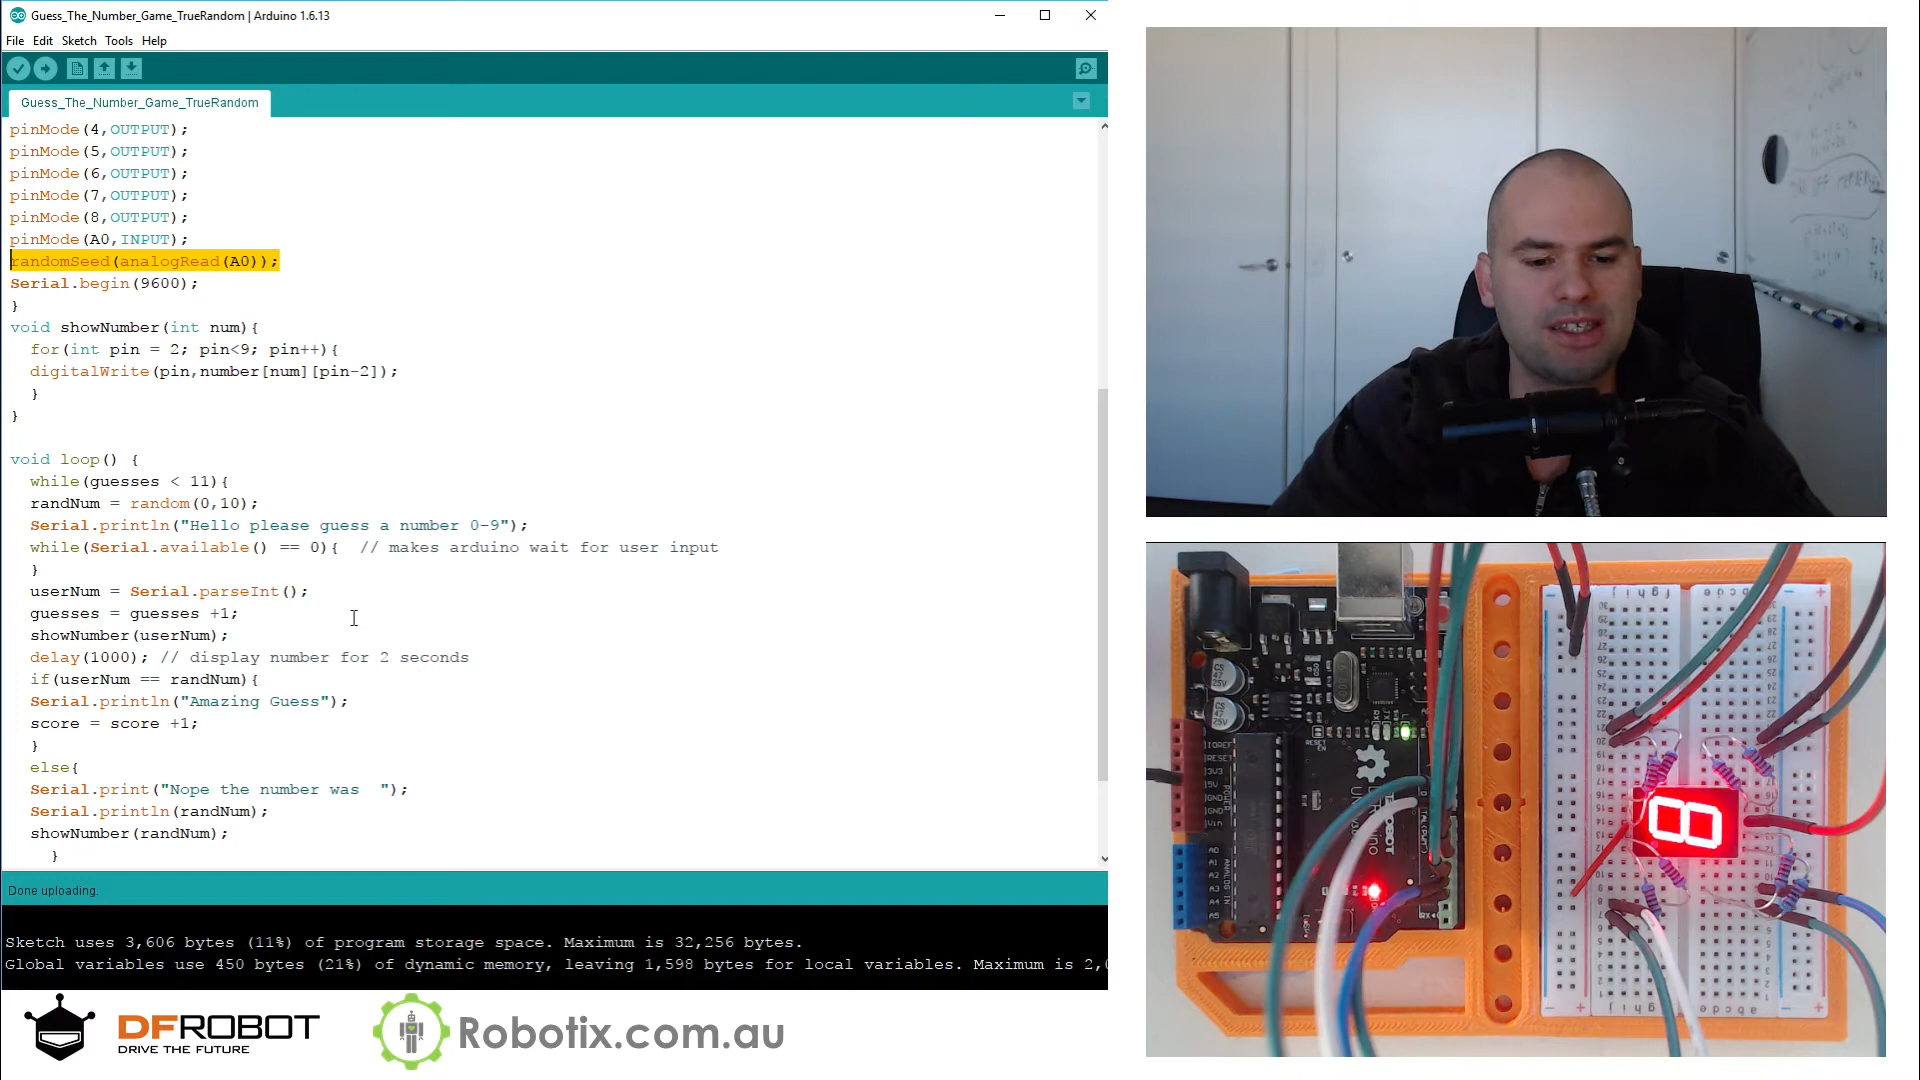 Guess_The_Number_Game_TrueRandom | Arduino 1.6.13
File Edit Sketch Tools Help
Guess_The_Number_Game_TrueRandom
pinMode(4,OUTPUT);
pinMode(5,OUTPUT);
pinMode(6,OUTPUT);
pinMode(7,OUTPUT);
pinMode(8,OUTPUT);
pinMode(A0,INPUT);
randomSeed(analogRead(A0));
Serial.begin(9600);
}
void showNumber(int num){
for(int pin = 2; pin<9; pin++){
digitalWrite(pin,number[num][pin-2]);
}
}
void loop() {
while(guesses < 11){
randNum = random(0,10);
Serial.println("Hello please guess a number 0-9");
while(Serial.available() == 0){ // makes arduino wait for user input
}
userNum = Serial.parseInt();
guesses = guesses +1;
showNumber(userNum);
delay(1000); // display number for 2 seconds
if(userNum == randNum){
Serial.println("Amazing Guess");
score = score +1;
}
else{
Serial.print("Nope the number was  ");
Serial.println(randNum);
showNumber(randNum);
}
Done uploading.
Sketch uses 3,606 bytes (11%) of program storage space. Maximum is 32,256 bytes.
Global variables use 450 bytes (21%) of dynamic memory, leaving 1,598 bytes for local variables. Maximum is 2,0
DFROBOT
DRIVE THE FUTURE
Robotix.com.au